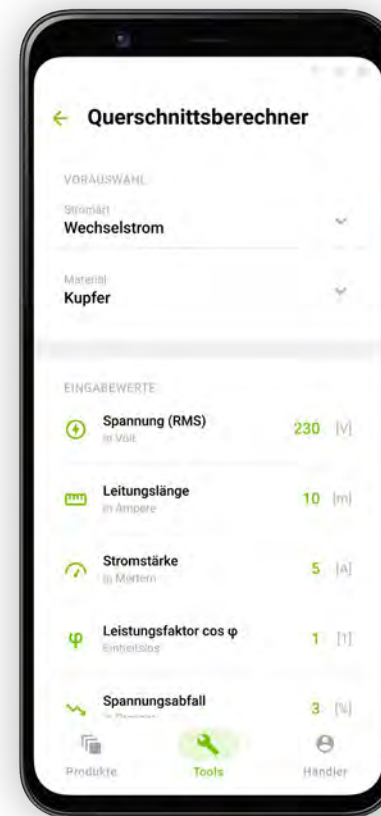 Querschnittsberechner
VORAUSWAHL
Stromart
Wechselstrom
Material
Kupfer
EINGABEWERTE
Spannung (RMS)
in Volt
230 [V]
Leitungslänge
in Ampere
10 [m]
Stromstärke
in Mertern
5 [A]
φ Leistungsfaktor cos φ
Einheitslos
1 [1]
Spannungsabfall
3 [%]
Produkte
Tools
Händler